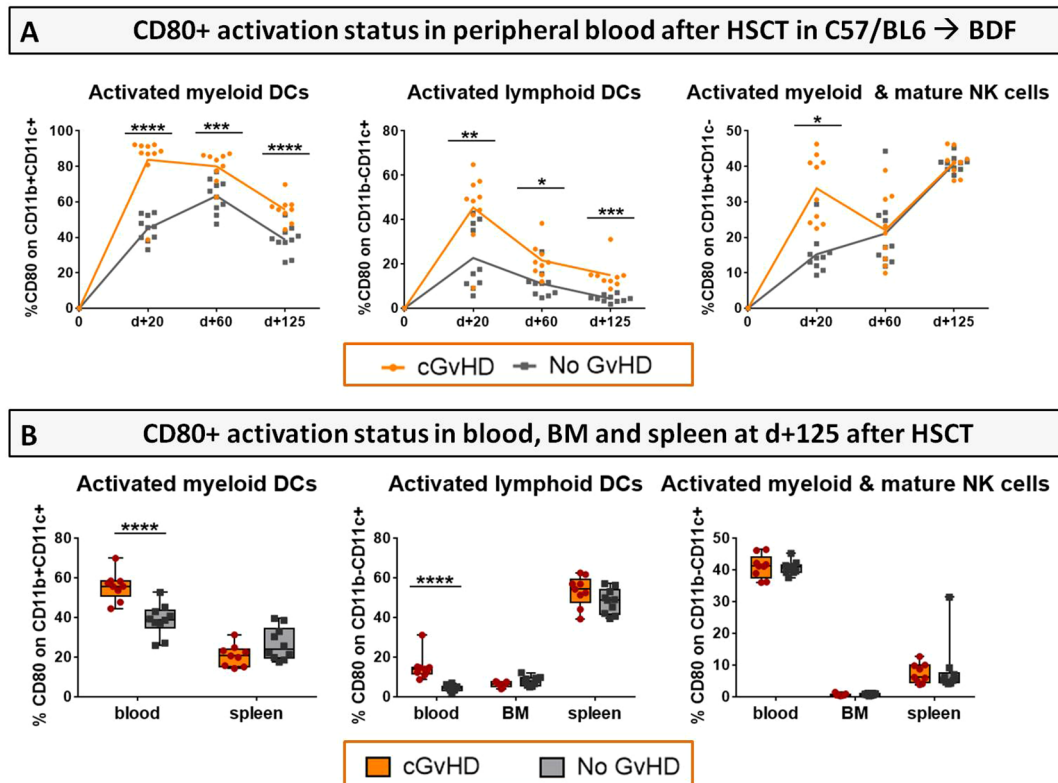 A
CD80+ activation status in peripheral blood after HSCT in C57/BL6 → BDF
Activated myeloid DCs
%CD80 on CD11b+CD11c+
100
80
60
40
20
0
****
***
****
0 d+20 d+60 d+125
Activated lymphoid DCs
%CD80 on CD11b-CD11c+
80
60
40
20
0
**
*
***
0 d+20 d+60 d+125
Activated myeloid & mature NK cells
%CD80 on CD11b+CD11c-
50
40
30
20
10
0
*
0 d+20 d+60 d+125
cGvHD No GvHD
B
CD80+ activation status in blood, BM and spleen at d+125 after HSCT
Activated myeloid DCs
% CD80 on CD11b+CD11c+
80
60
40
20
0
****
blood spleen
Activated lymphoid DCs
% CD80 on CD11b-CD11c+
80
60
40
20
0
****
blood BM spleen
Activated myeloid & mature NK cells
% CD80 on CD11b-CD11c+
50
40
30
20
10
0
blood BM spleen
cGvHD No GvHD